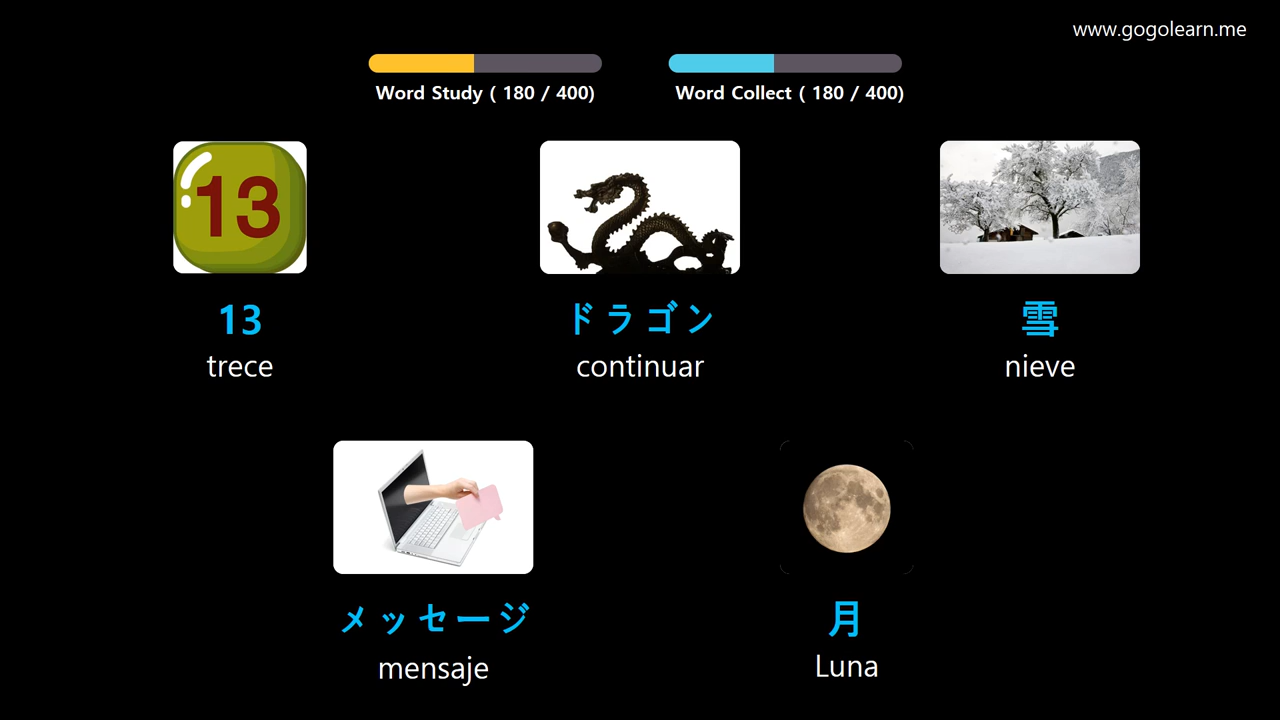 www.gogolearn.me
Word Study ( 180 / 400)
Word Collect ( 180 / 400)
13
13
trece
ドラゴン
continuar
雪
nieve
メッセージ
mensaje
月
Luna